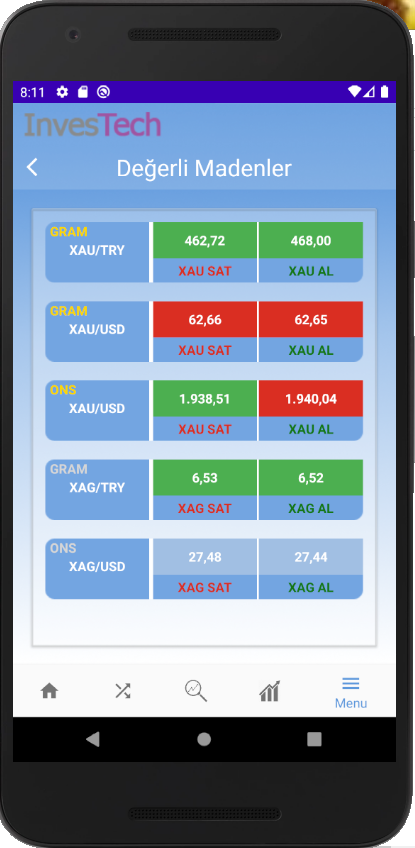 8:11
InvesTech
Değerli Madenler
GRAM
XAU/TRY
462,72
468,00
XAU SAT
XAU AL
GRAM
XAU/USD
62,66
62,65
XAU SAT
XAU AL
ONS
XAU/USD
1.938,51
1.940,04
XAU SAT
XAU AL
GRAM
XAG/TRY
6,53
6,52
XAG SAT
XAG AL
ONS
XAG/USD
27,48
27,44
XAG SAT
XAG AL
Menu